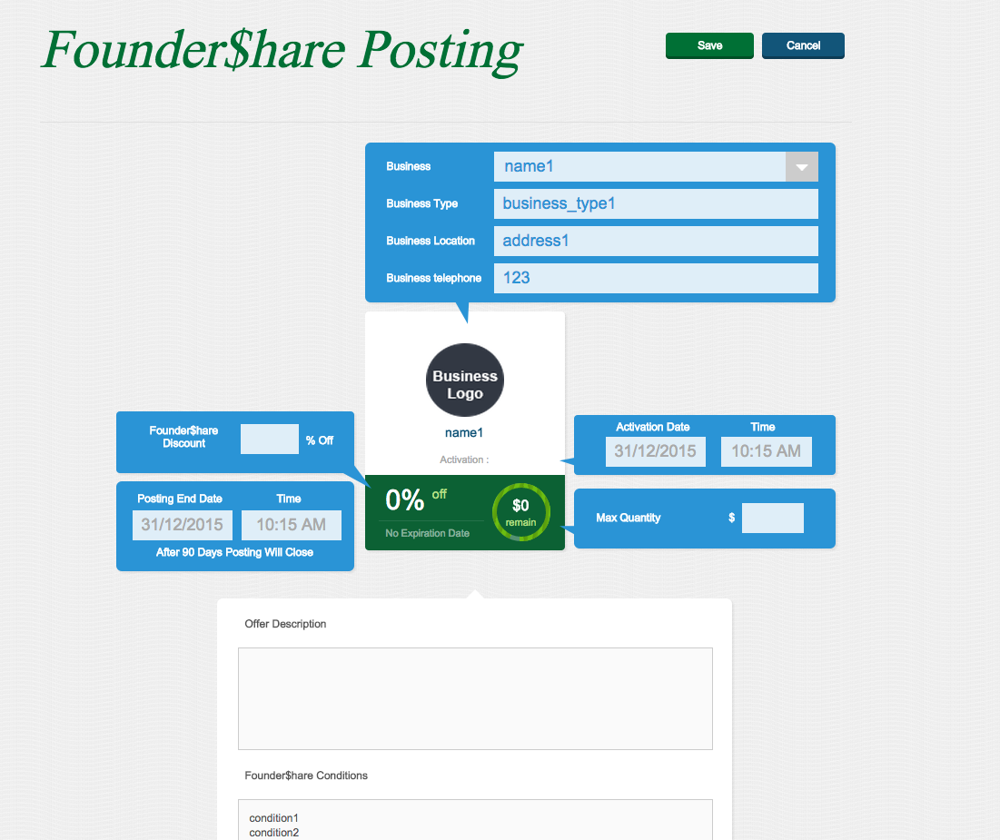 Founder$hare Posting
Save
Cancel
Business
name1
Business Type
business_type1
Business Location
address1
Business telephone
123
Business
Logo
name1
Activation :
Founder$hare
Discount
% Off
Activation Date
Time
31/12/2015
10:15 AM
Posting End Date
Time
31/12/2015
10:15 AM
After 90 Days Posting Will Close
0% off
No Expiration Date
$0
remain
Max Quantity
$
Offer Description
Founder$hare Conditions
condition1
condition2